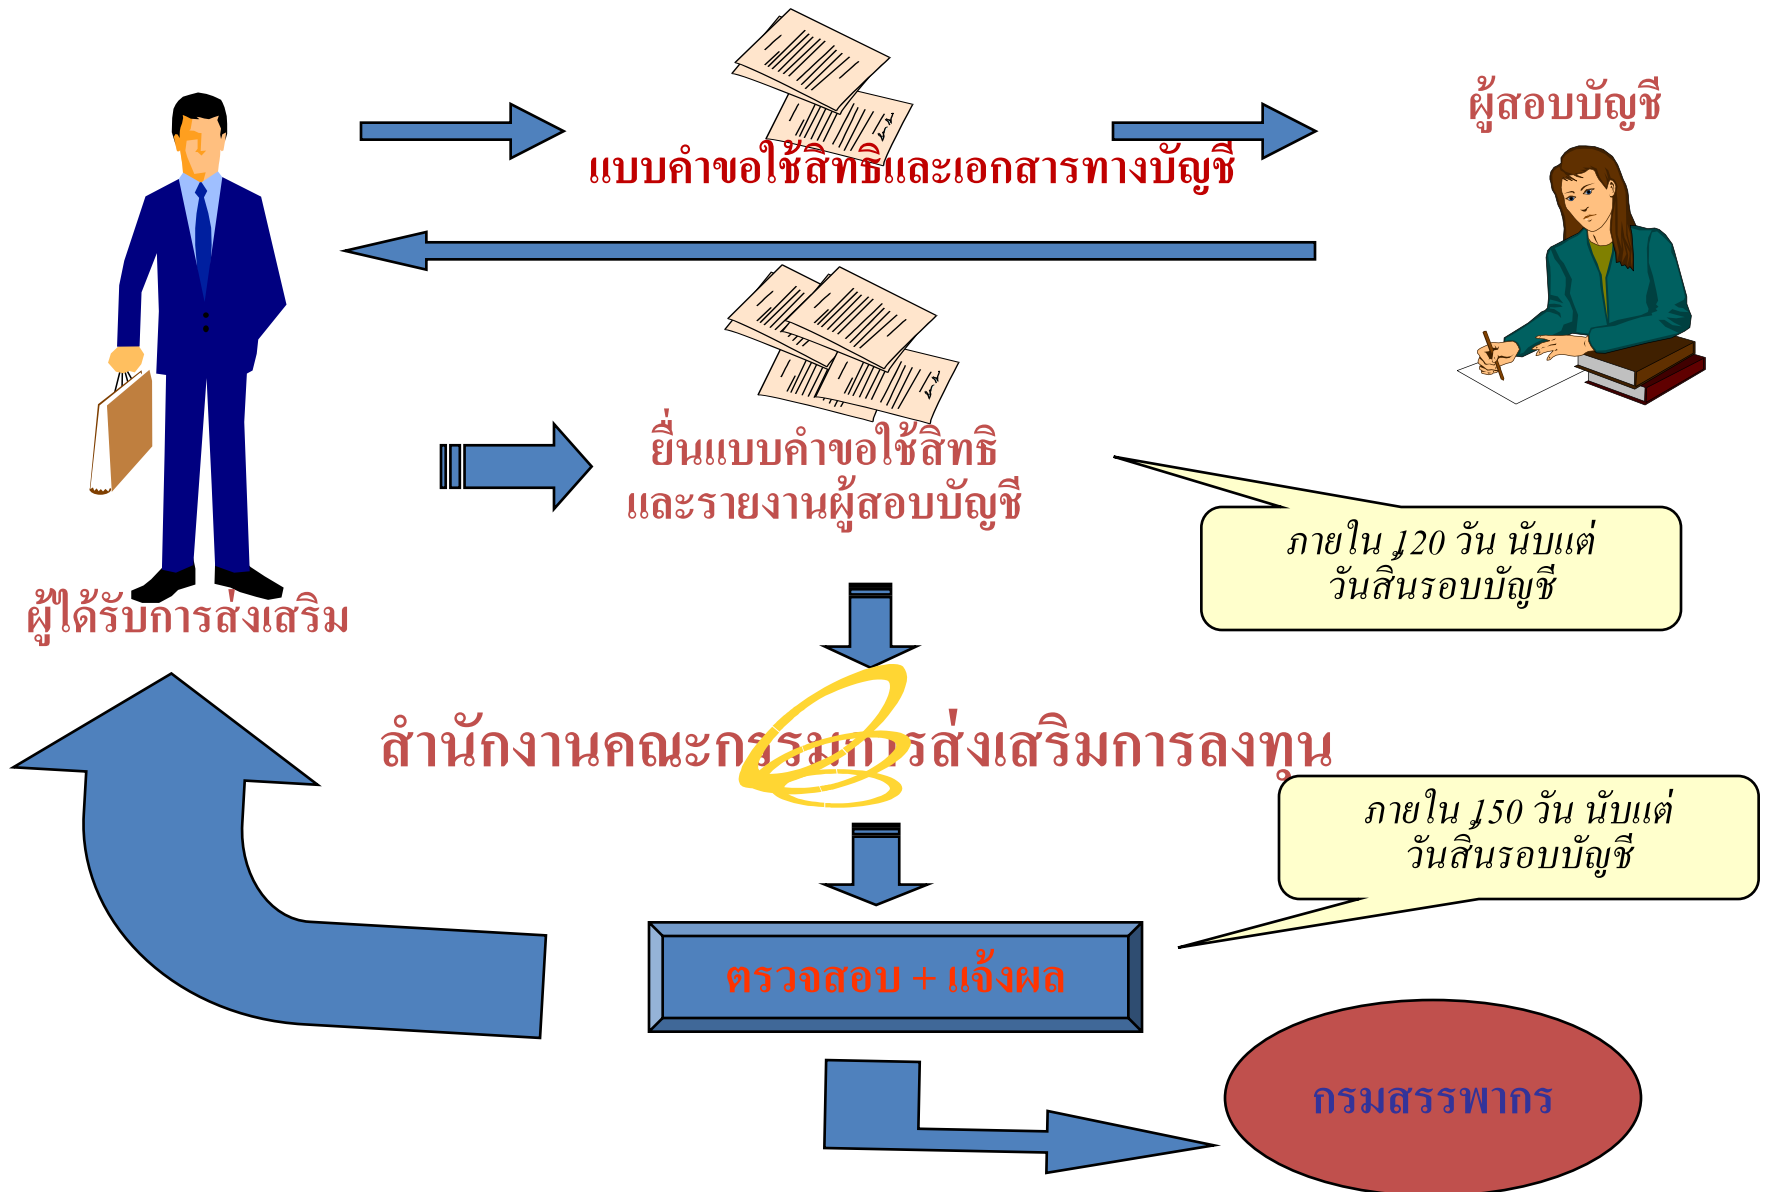 ผู้สอบบัญชี
แบบคำขอใช้สิทธิและเอกสารทางบัญชี
ยื่นแบบคำขอใช้สิทธิ
และรายงานผู้สอบบัญชี
ภายใน 120 วัน นับแต่
วันสิ้นรอบบัญชี
ผู้ได้รับการส่งเสริม
สำนักงานคณะกรรมการส่งเสริมการลงทุน
ภายใน 150 วัน นับแต่
วันสิ้นรอบบัญชี
ตรวจสอบ + แจ้งผล
กรมสรรพากร